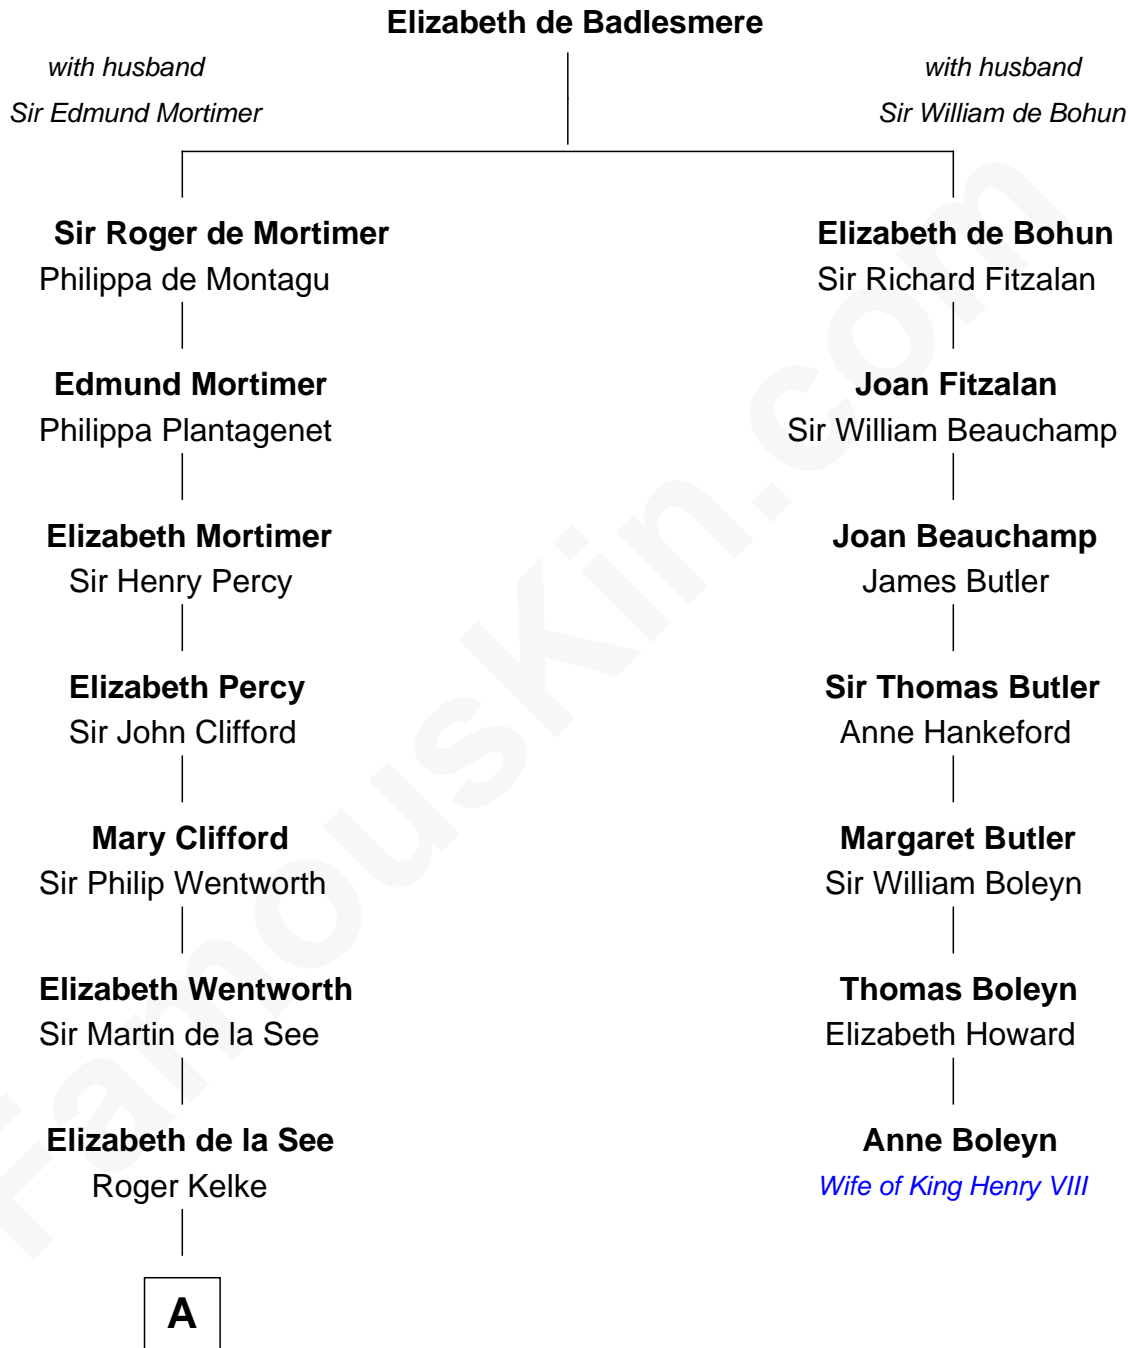 Elizabeth de Badlesmere
with husband
Sir Edmund Mortimer
with husband
Sir William de Bohun
Sir Roger de Mortimer
Philippa de Montagu
Elizabeth de Bohun
Sir Richard Fitzalan
Edmund Mortimer
Philippa Plantagenet
Joan Fitzalan
Sir William Beauchamp
Elizabeth Mortimer
Sir Henry Percy
Joan Beauchamp
James Butler
Elizabeth Percy
Sir John Clifford
Sir Thomas Butler
Anne Hankeford
Mary Clifford
Sir Philip Wentworth
Margaret Butler
Sir William Boleyn
Elizabeth Wentworth
Sir Martin de la See
Thomas Boleyn
Elizabeth Howard
Elizabeth de la See
Roger Kelke
Anne Boleyn
Wife of King Henry VIII
A
FamousKin.com